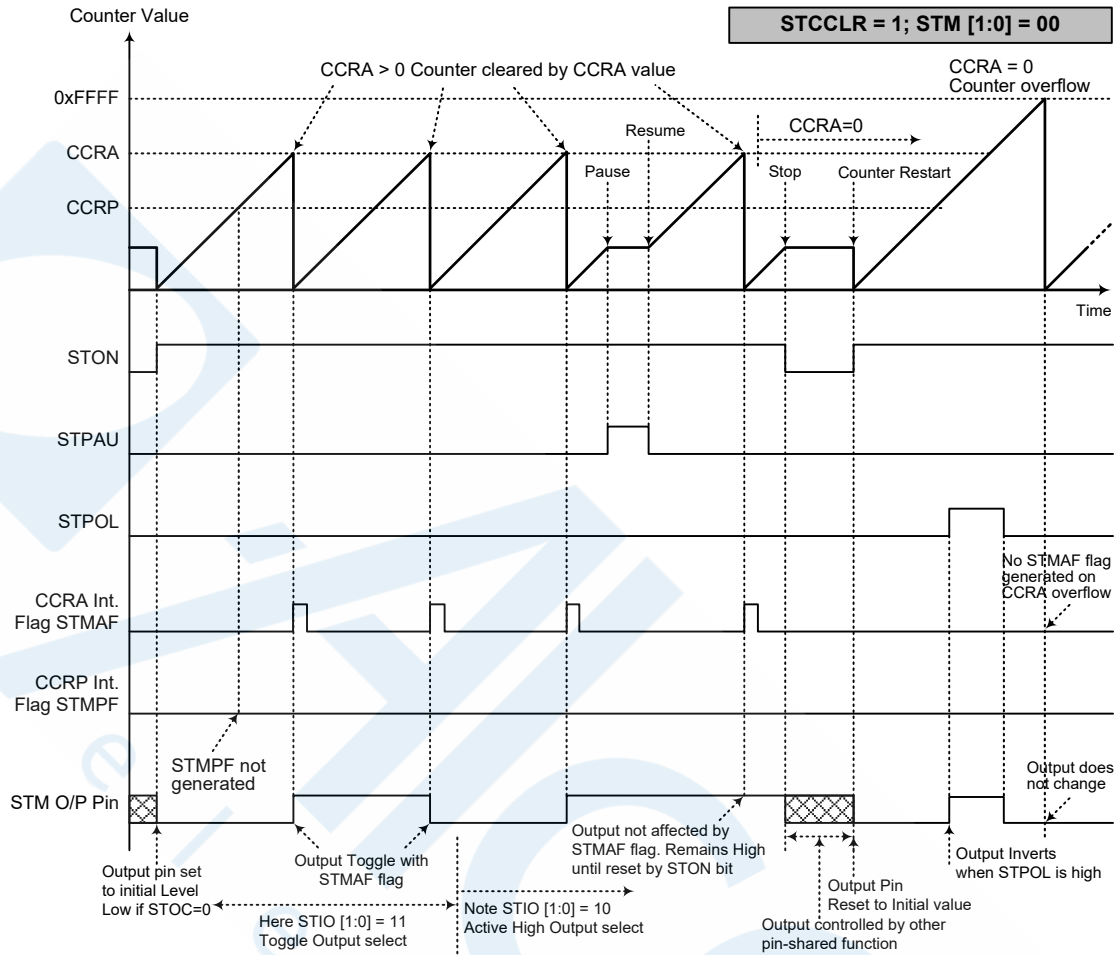 Counter Value
STCCLR = 1; STM [1:0] = 00
CCRA > 0 Counter cleared by CCRA value
CCRA = 0
Counter overflow
0xFFFF
CCRA=0
Resume
CCRA
Pause
Stop
Counter Restart
CCRP
Time
STON
STPAU
STPOL
No STMAF flag
generated on
CCRA overflow
CCRA Int.
Flag STMAF
CCRP Int.
Flag STMPF
STMPF not
generated
STM O/P Pin
Output does
not change
Output pin set
to initial Level
Low if STOC=0
Output Toggle with
STMAF flag
Output not affected by
STMAF flag. Remains High
until reset by STON bit
Output Inverts
when STPOL is high
Here STIO [1:0] = 11
Toggle Output select
Note STIO [1:0] = 10
Active High Output select
Output Pin
Reset to Initial value
Output controlled by other
pin-shared function